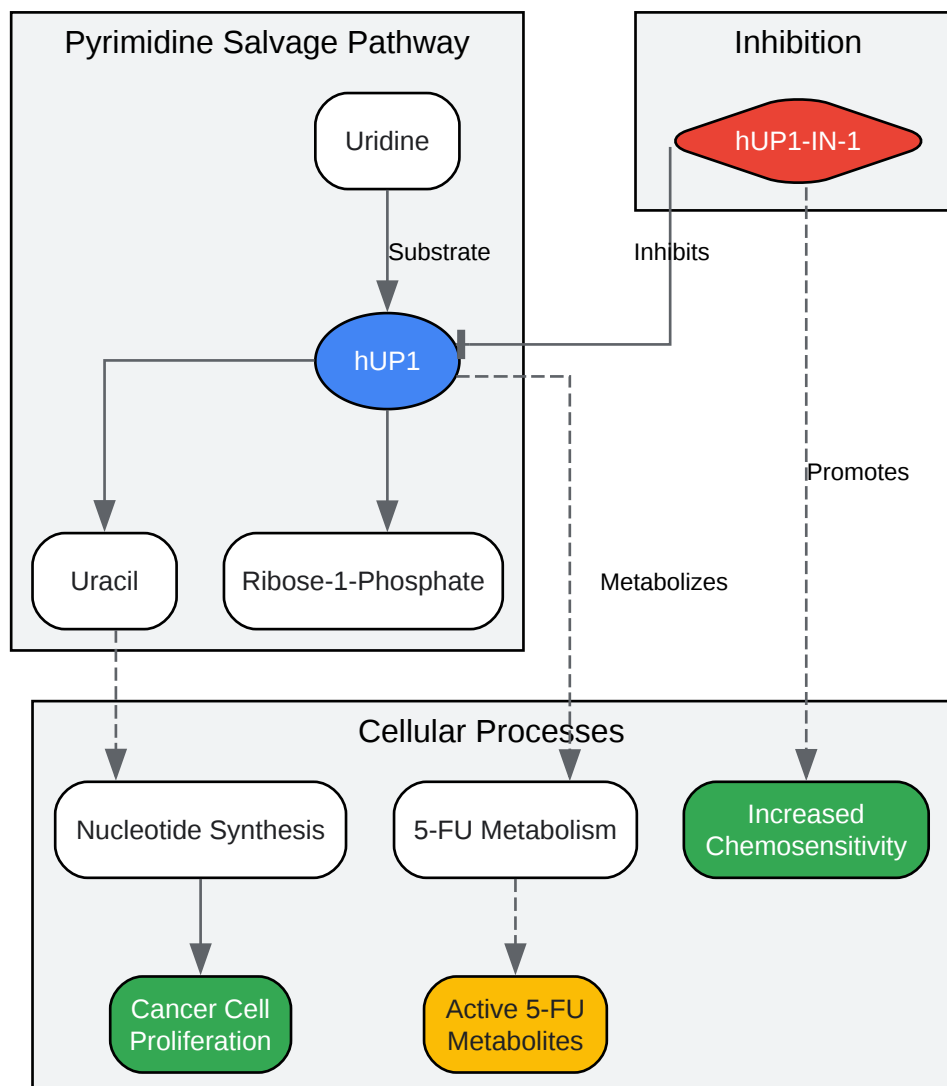 Pyrimidine Salvage Pathway
Inhibition
Uridine
hUP1-IN-1
Substrate
Inhibits
hUP1
Promotes
Uracil
Ribose-1-Phosphate
Metabolizes
Cellular Processes
Nucleotide Synthesis
5-FU Metabolism
Increased
Chemosensitivity
Cancer Cell
Proliferation
Active 5-FU
Metabolites